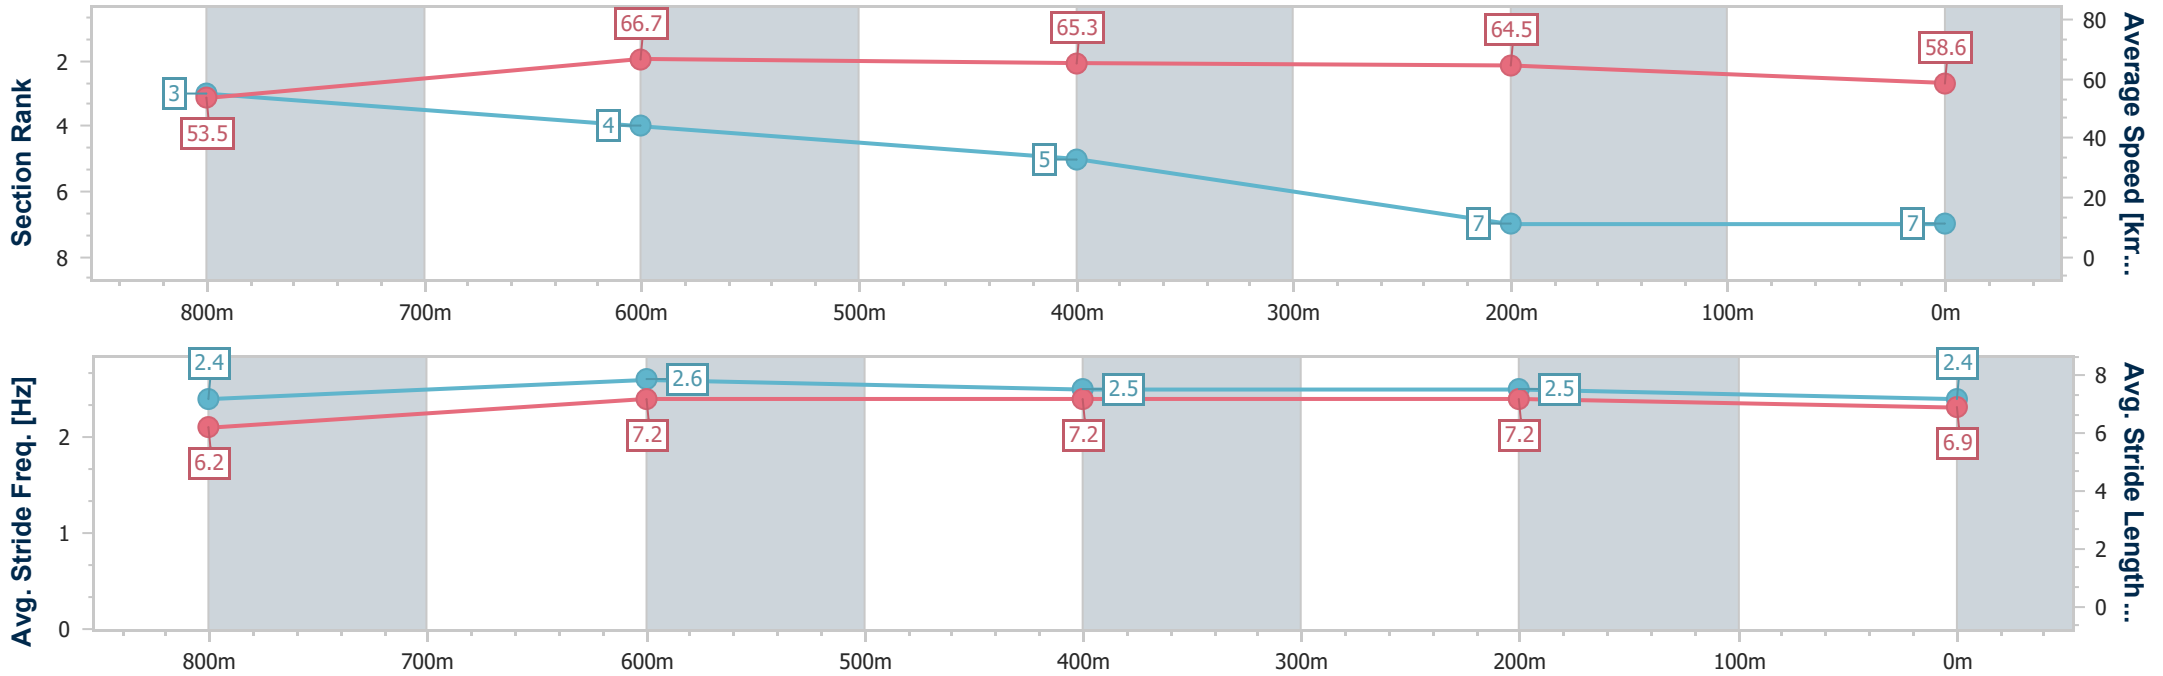 Section Rank
2
4
6
8
3
53.5
66.7
4
65.3
5
64.5
7
58.6
7
80
60
40
20
0
Average Speed [km...
800m
700m
600m
500m
400m
300m
200m
100m
0m
Avg. Stride Freq. [Hz]
2
1
0
2.4
6.2
2.6
7.2
2.5
7.2
2.5
7.2
2.4
6.9
8
6
4
2
0
Avg. Stride Length ...
800m
700m
600m
500m
400m
300m
200m
100m
0m